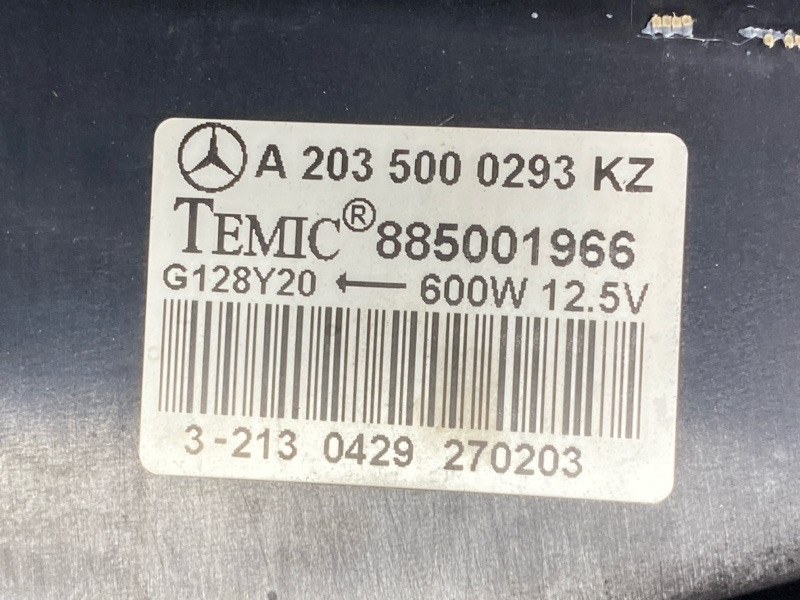 A 203 500 0293 KZ
TEMIC® 885001966
G128Y20 ← 600W 12.5V
3-213 0429 270203